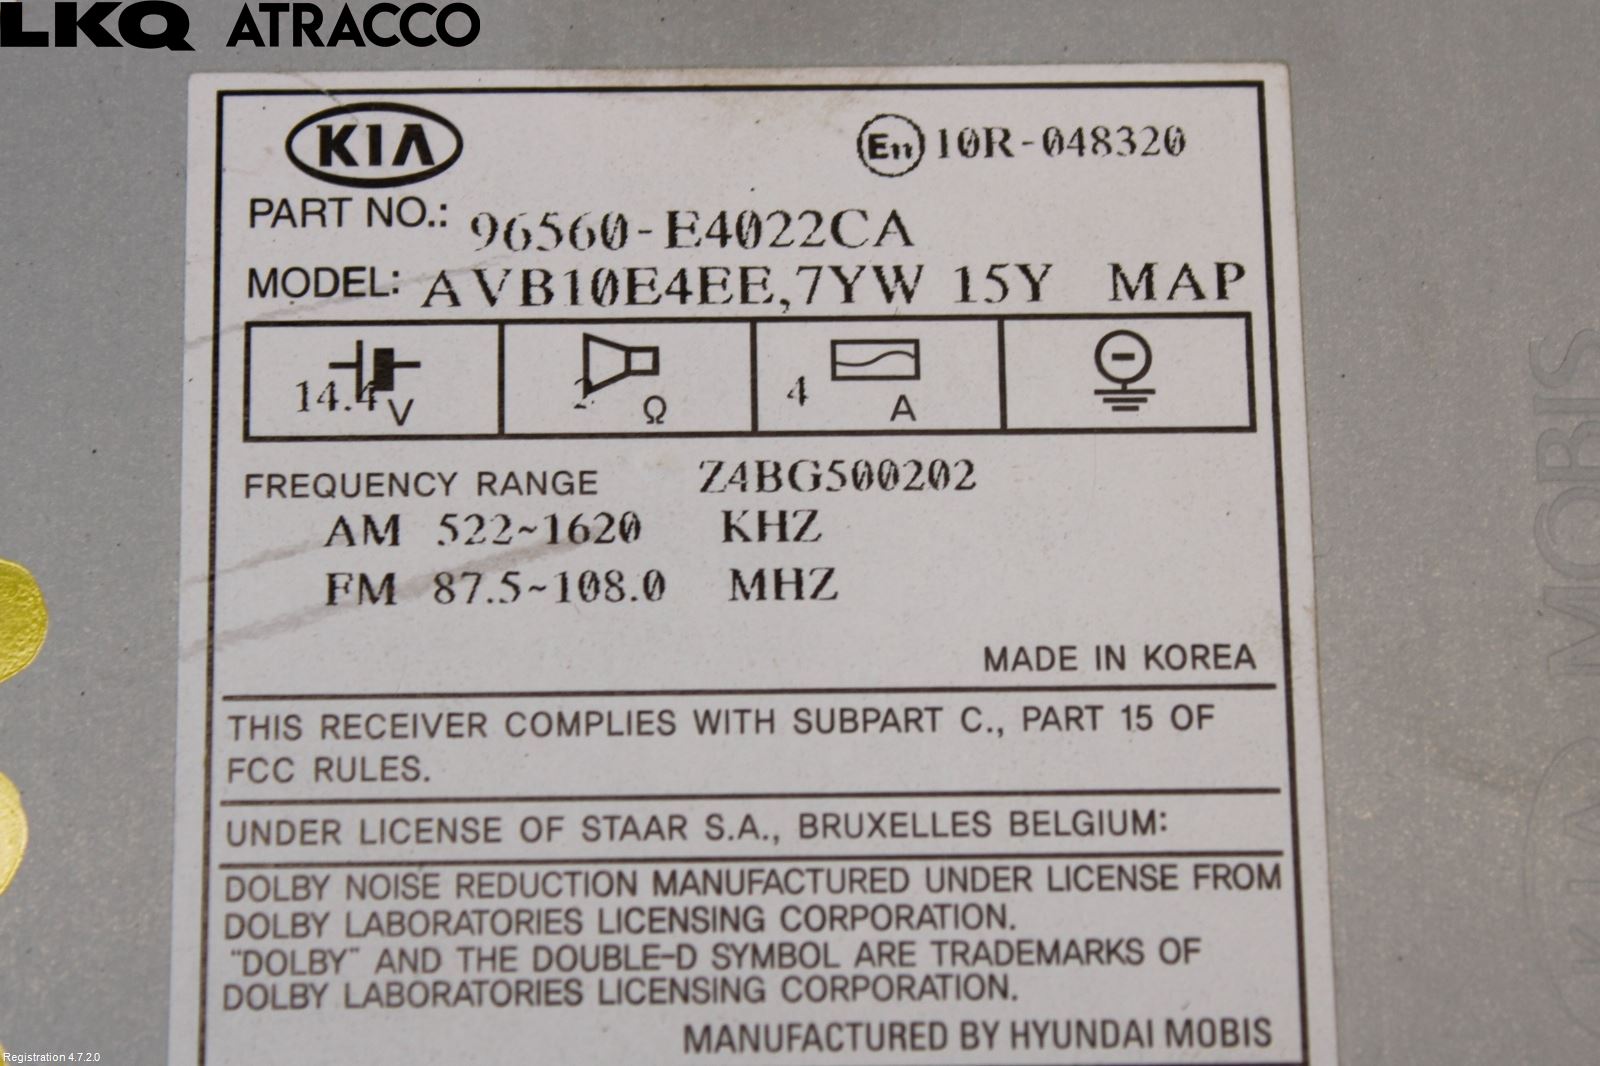 LKQ ATRACCO
KIA
E11 10R-048320
PART NO.: 96560-E4022CA
MODEL: AVB10E4EE,7YW 15Y MAP
14.4 V Ω 4 A
FREQUENCY RANGE Z4BG500202
AM 522~1620 KHZ
FM 87.5~108.0 MHZ
MADE IN KOREA
THIS RECEIVER COMPLIES WITH SUBPART C., PART 15 OF
FCC RULES.
UNDER LICENSE OF STAAR S.A., BRUXELLES BELGIUM:
DOLBY NOISE REDUCTION MANUFACTURED UNDER LICENSE FROM
DOLBY LABORATORIES LICENSING CORPORATION.
"DOLBY" AND THE DOUBLE-D SYMBOL ARE TRADEMARKS OF
DOLBY LABORATORIES LICENSING CORPORATION.
MANUFACTURED BY HYUNDAI MOBIS
MOBIS
KIA
Registration 4.7.2.0